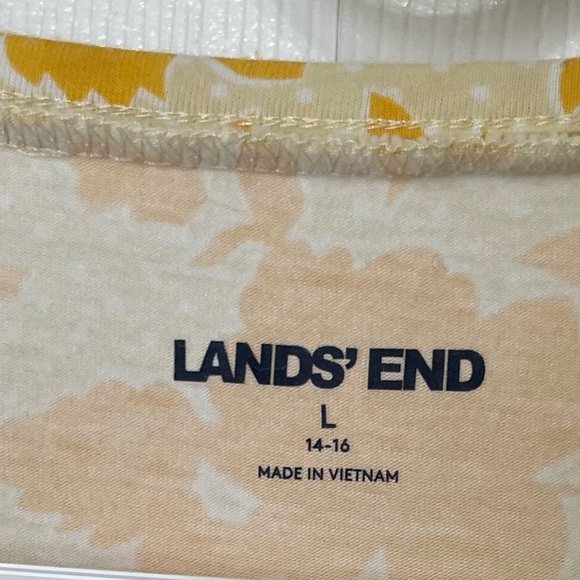 LANDS' END
L
14-16
MADE IN VIETNAM